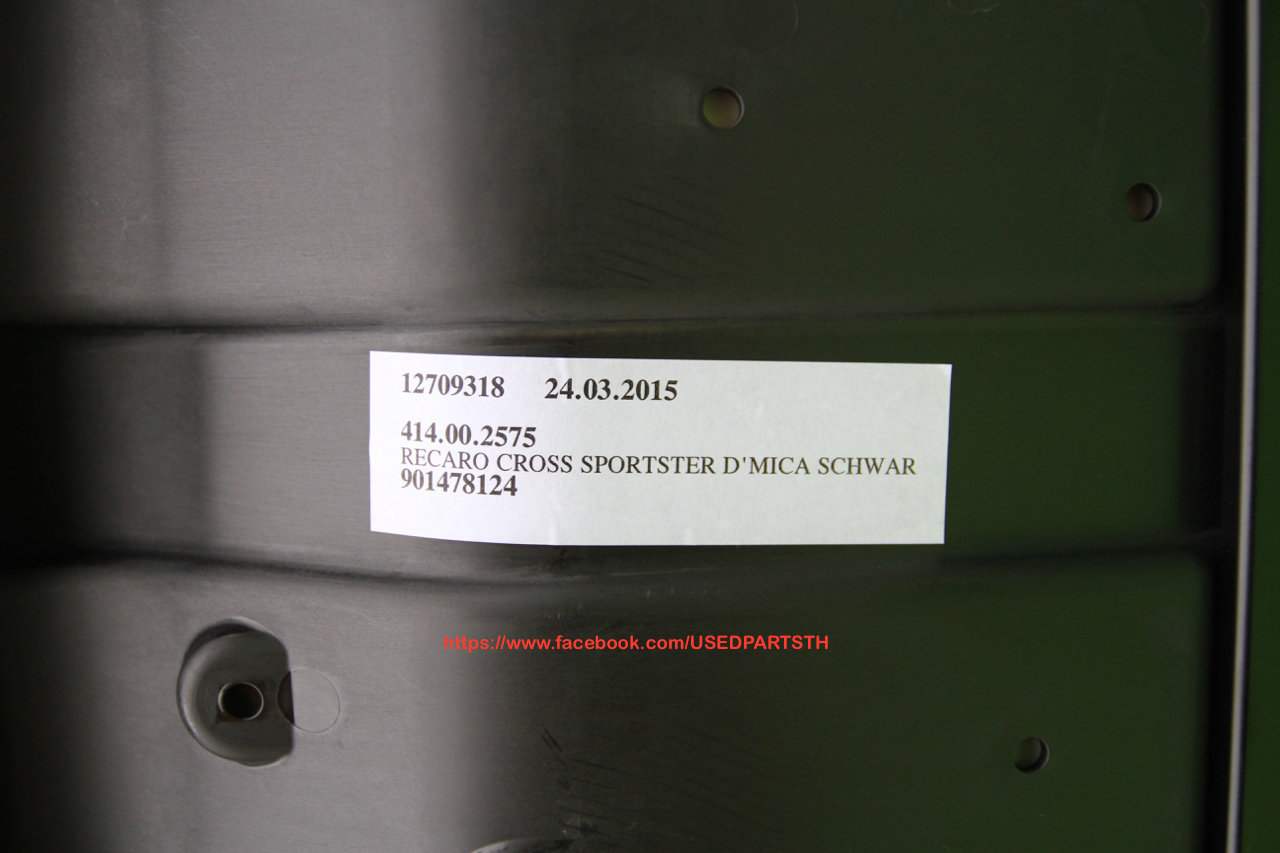 12709318 24.03.2015
414.00.2575
RECARO CROSS SPORTSTER D'MICA SCHWAR
901478124
https://www.facebook.com/USEDPARTSTH